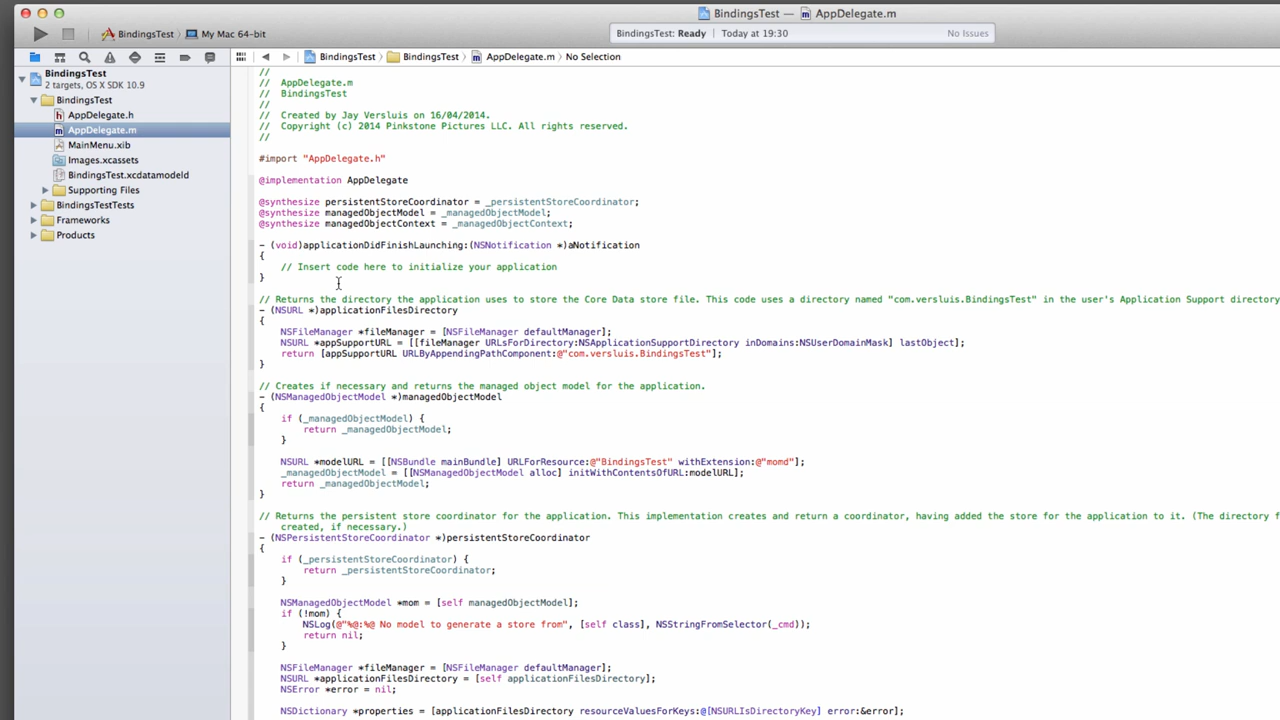 BindingsTest — AppDelegate.m
BindingsTest › My Mac 64-bit
BindingsTest: Ready | Today at 19:30
No Issues
BindingsTest › BindingsTest › AppDelegate.m › No Selection
BindingsTest
2 targets, OS X SDK 10.9
BindingsTest
AppDelegate.h
AppDelegate.m
MainMenu.xib
Images.xcassets
BindingsTest.xcdatamodeld
Supporting Files
BindingsTestTests
Frameworks
Products
//
// AppDelegate.m
// BindingsTest
//
// Created by Jay Versluis on 16/04/2014.
// Copyright (c) 2014 Pinkstone Pictures LLC. All rights reserved.
//
#import "AppDelegate.h"
@implementation AppDelegate
@synthesize persistentStoreCoordinator = _persistentStoreCoordinator;
@synthesize managedObjectModel = _managedObjectModel;
@synthesize managedObjectContext = _managedObjectContext;
- (void)applicationDidFinishLaunching:(NSNotification *)aNotification
{
// Insert code here to initialize your application
}
// Returns the directory the application uses to store the Core Data store file. This code uses a directory named "com.versluis.BindingsTest" in the user's Application Support directory
- (NSURL *)applicationFilesDirectory
{
NSFileManager *fileManager = [NSFileManager defaultManager];
NSURL *appSupportURL = [[fileManager URLsForDirectory:NSApplicationSupportDirectory inDomains:NSUserDomainMask] lastObject];
return [appSupportURL URLByAppendingPathComponent:@"com.versluis.BindingsTest"];
}
// Creates if necessary and returns the managed object model for the application.
- (NSManagedObjectModel *)managedObjectModel
{
if (_managedObjectModel) {
return _managedObjectModel;
}
NSURL *modelURL = [[NSBundle mainBundle] URLForResource:@"BindingsTest" withExtension:@"momd"];
_managedObjectModel = [[NSManagedObjectModel alloc] initWithContentsOfURL:modelURL];
return _managedObjectModel;
}
// Returns the persistent store coordinator for the application. This implementation creates and return a coordinator, having added the store for the application to it. (The directory f
created, if necessary.)
- (NSPersistentStoreCoordinator *)persistentStoreCoordinator
{
if (_persistentStoreCoordinator) {
return _persistentStoreCoordinator;
}
NSManagedObjectModel *mom = [self managedObjectModel];
if (!mom) {
NSLog(@"%@:%@ No model to generate a store from", [self class], NSStringFromSelector(_cmd));
return nil;
}
NSFileManager *fileManager = [NSFileManager defaultManager];
NSURL *applicationFilesDirectory = [self applicationFilesDirectory];
NSError *error = nil;
NSDictionary *properties = [applicationFilesDirectory resourceValuesForKeys:@[NSURLIsDirectoryKey] error:&error];